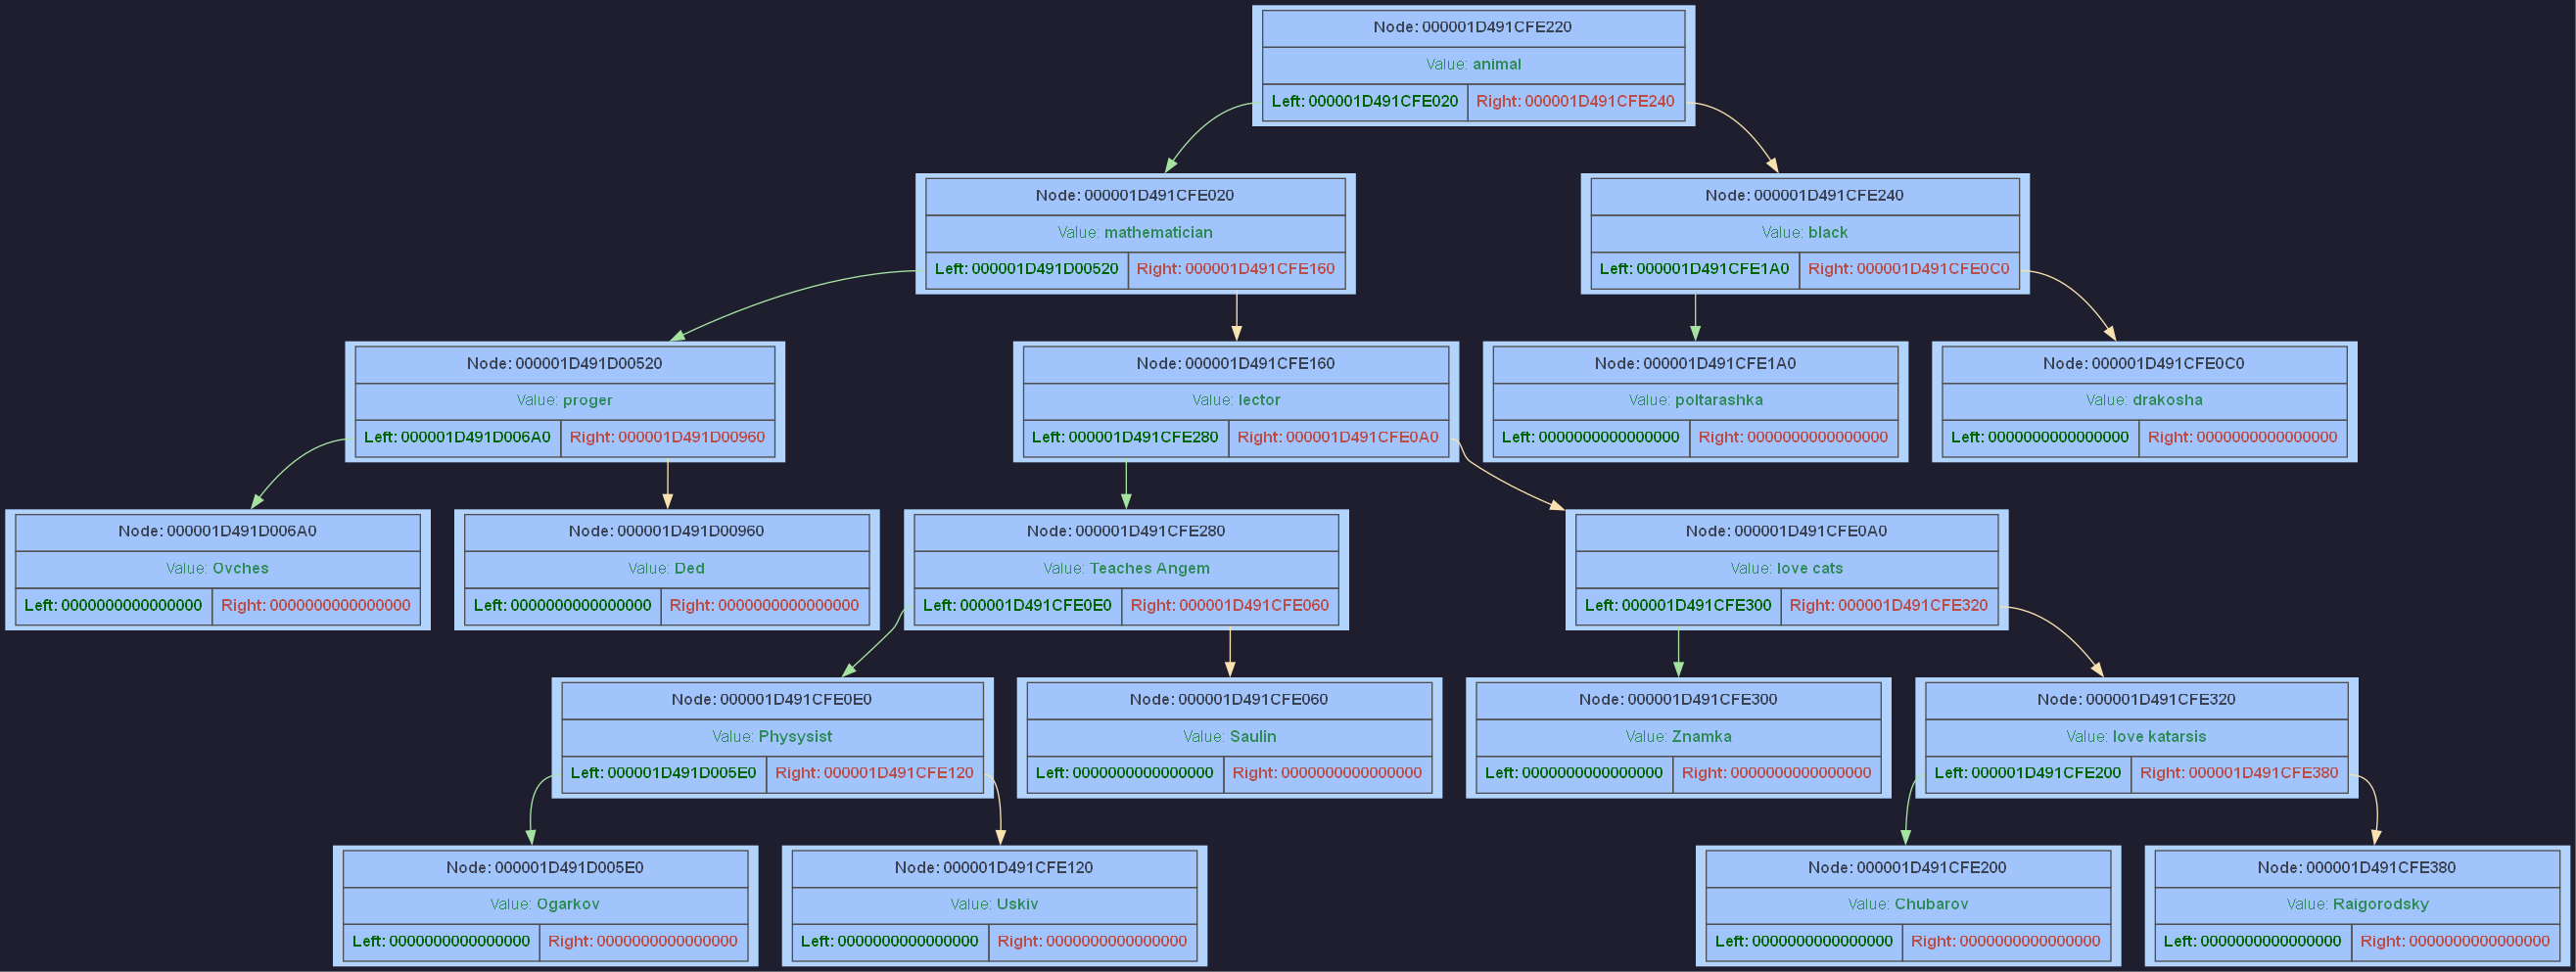 Node: 000001D491CFE220
Value: animal
Left: 000001D491CFE020 Right: 000001D491CFE240
Node: 000001D491CFE020
Value: mathematician
Left: 000001D491D00520 Right: 000001D491CFE160
Node: 000001D491CFE240
Value: black
Left: 000001D491CFE1A0 Right: 000001D491CFE0C0
Node: 000001D491D00520
Value: proger
Left: 000001D491D006A0 Right: 000001D491D00960
Node: 000001D491CFE160
Value: lector
Left: 000001D491CFE280 Right: 000001D491CFE0A0
Node: 000001D491CFE1A0
Value: poltarashka
Left: 0000000000000000 Right: 0000000000000000
Node: 000001D491CFE0C0
Value: drakosha
Left: 0000000000000000 Right: 0000000000000000
Node: 000001D491D006A0
Value: Ovches
Left: 0000000000000000 Right: 0000000000000000
Node: 000001D491D00960
Value: Ded
Left: 0000000000000000 Right: 0000000000000000
Node: 000001D491CFE280
Value: Teaches Angem
Left: 000001D491CFE0E0 Right: 000001D491CFE060
Node: 000001D491CFE0A0
Value: love cats
Left: 000001D491CFE300 Right: 000001D491CFE320
Node: 000001D491CFE0E0
Value: Physysist
Left: 000001D491D005E0 Right: 000001D491CFE120
Node: 000001D491CFE060
Value: Saulin
Left: 0000000000000000 Right: 0000000000000000
Node: 000001D491CFE300
Value: Znamka
Left: 0000000000000000 Right: 0000000000000000
Node: 000001D491CFE320
Value: love katarsis
Left: 000001D491CFE200 Right: 000001D491CFE380
Node: 000001D491D005E0
Value: Ogarkov
Left: 0000000000000000 Right: 0000000000000000
Node: 000001D491CFE120
Value: Uskiv
Left: 0000000000000000 Right: 0000000000000000
Node: 000001D491CFE200
Value: Chubarov
Left: 0000000000000000 Right: 0000000000000000
Node: 000001D491CFE380
Value: Raigorodsky
Left: 0000000000000000 Right: 0000000000000000